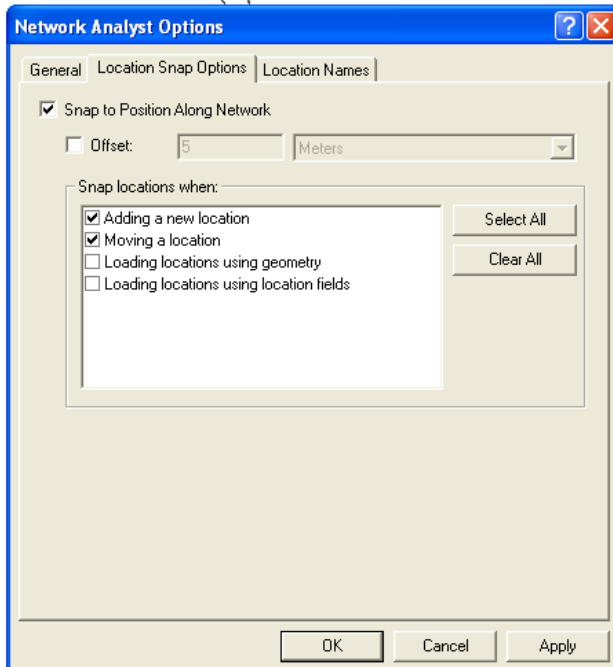 Network Analyst Options
General Location Snap Options Location Names
Snap to Position Along Network
Offset: 5 Meters
Snap locations when:
Adding a new location
Moving a location
Loading locations using geometry
Loading locations using location fields
Select All
Clear All
OK Cancel Apply